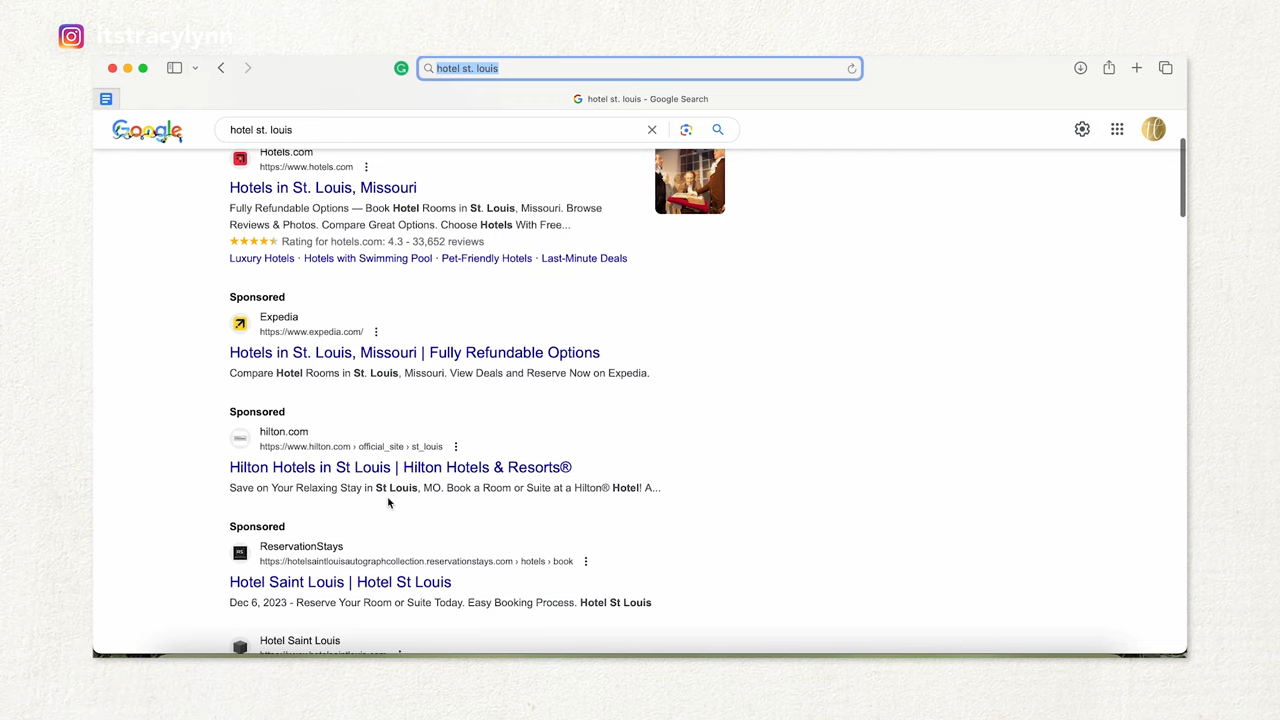 itstracylynn
hotel st. louis
hotel st. louis - Google Search
Google
hotel st. louis
Hotels.com
https://www.hotels.com
Hotels in St. Louis, Missouri
Fully Refundable Options — Book Hotel Rooms in St. Louis, Missouri. Browse
Reviews & Photos. Compare Great Options. Choose Hotels With Free...
Rating for hotels.com: 4.3 - 33,652 reviews
Luxury Hotels · Hotels with Swimming Pool · Pet-Friendly Hotels · Last-Minute Deals
Sponsored
Expedia
https://www.expedia.com/
Hotels in St. Louis, Missouri | Fully Refundable Options
Compare Hotel Rooms in St. Louis, Missouri. View Deals and Reserve Now on Expedia.
Sponsored
hilton.com
https://www.hilton.com › official_site › st_louis
Hilton Hotels in St Louis | Hilton Hotels & Resorts®
Save on Your Relaxing Stay in St Louis, MO. Book a Room or Suite at a Hilton® Hotel! A...
Sponsored
ReservationStays
https://hotelsaintlouisautographcollection.reservationstays.com › hotels › book
Hotel Saint Louis | Hotel St Louis
Dec 6, 2023 - Reserve Your Room or Suite Today. Easy Booking Process. Hotel St Louis
Hotel Saint Louis